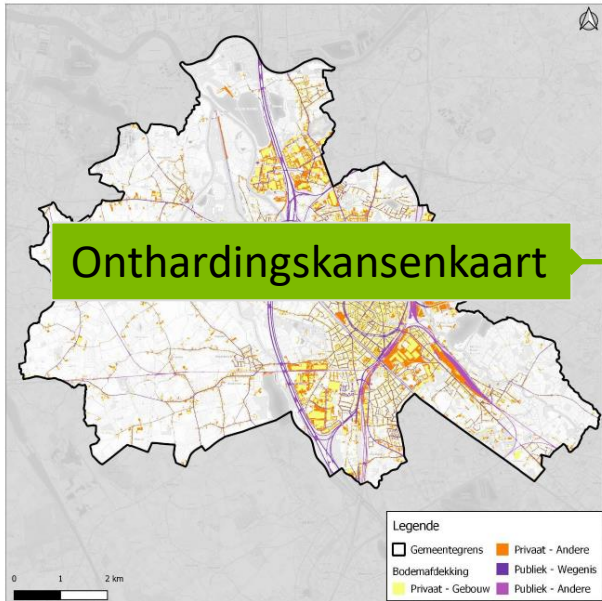 Onthardingskansenkaart
Legende
Gemeentegrens
Bodemafdekking
Privaat - Gebouw
Privaat - Andere
Publiek - Wegenis
Publiek - Andere
0 1 2 km